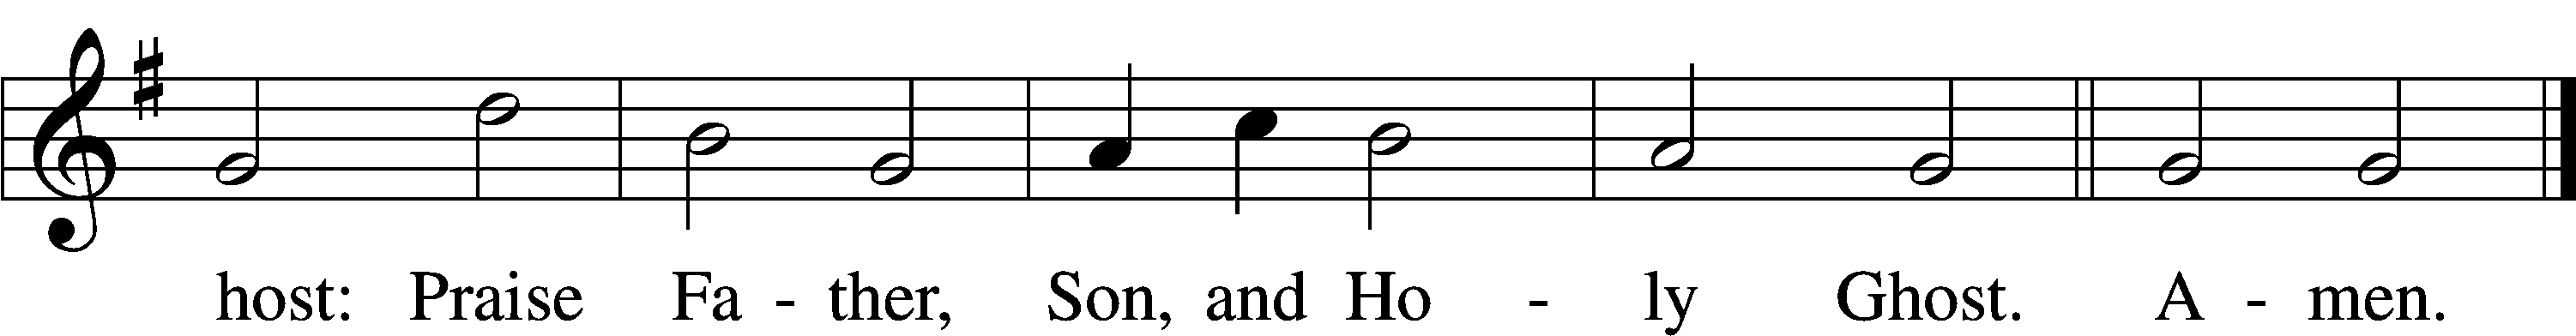 host: Praise Fa - ther, Son, and Ho - ly Ghost. A - men.